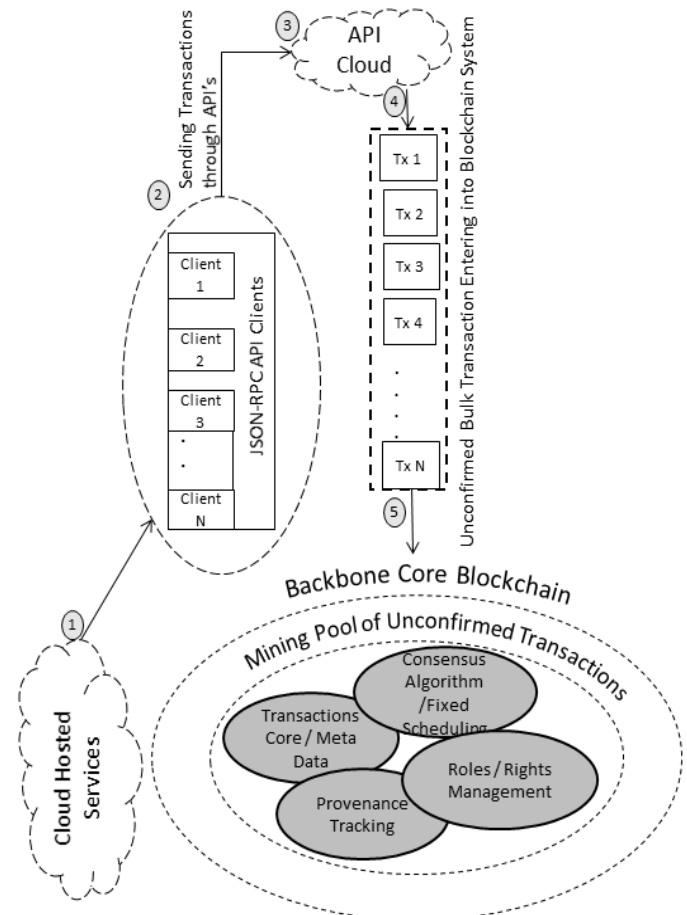 3
API
Cloud
Sending Transactions
through API's
4
2
Unconfirmed Bulk Transaction Entering into Blockchain System
Tx 1
Tx 2
Tx 3
Tx 4
.
.
.
.
Tx N
JSON-RPC API Clients
Client
1
Client
2
Client
3
.
.
Client
N
5
1
Cloud Hosted
Services
Backbone Core Blockchain
Mining Pool of Unconfirmed Transactions
Consensus
Algorithm
/Fixed
Scheduling
Transactions
Core / Meta
Data
Roles / Rights
Management
Provenance
Tracking